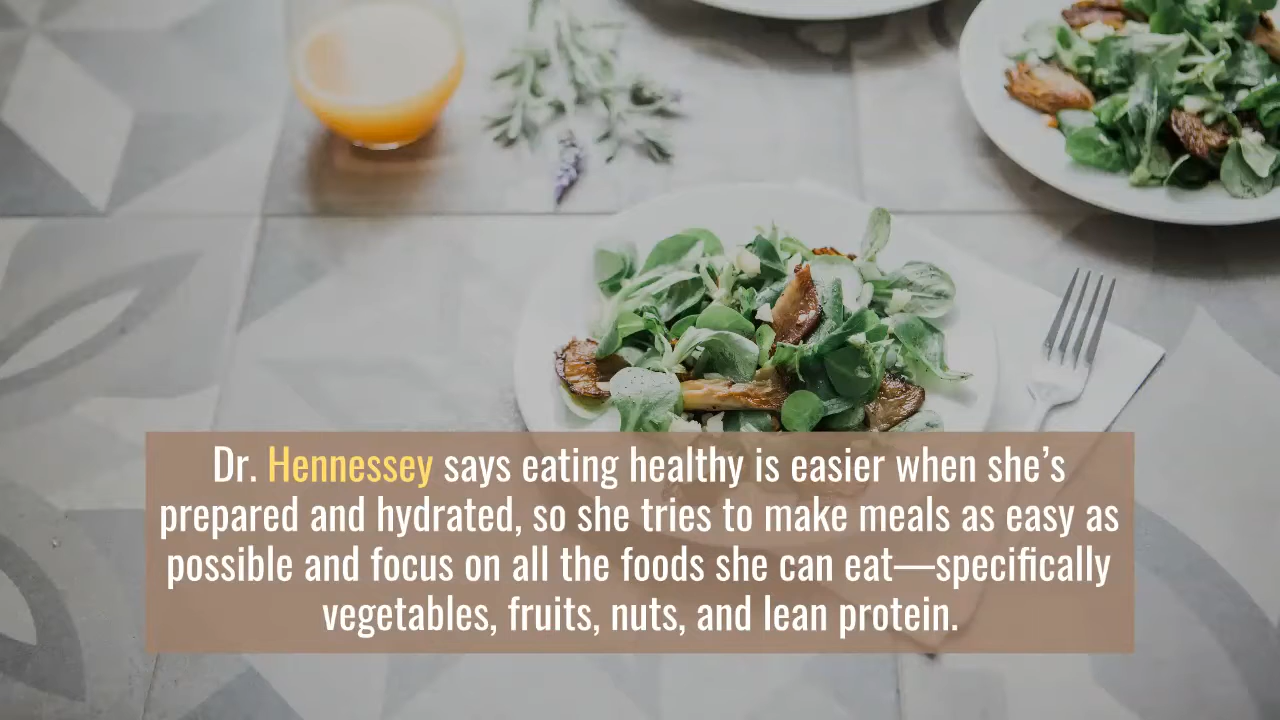 Dr. Hennessey says eating healthy is easier when she’s
prepared and hydrated, so she tries to make meals as easy as
possible and focus on all the foods she can eat—specifically
vegetables, fruits, nuts, and lean protein.